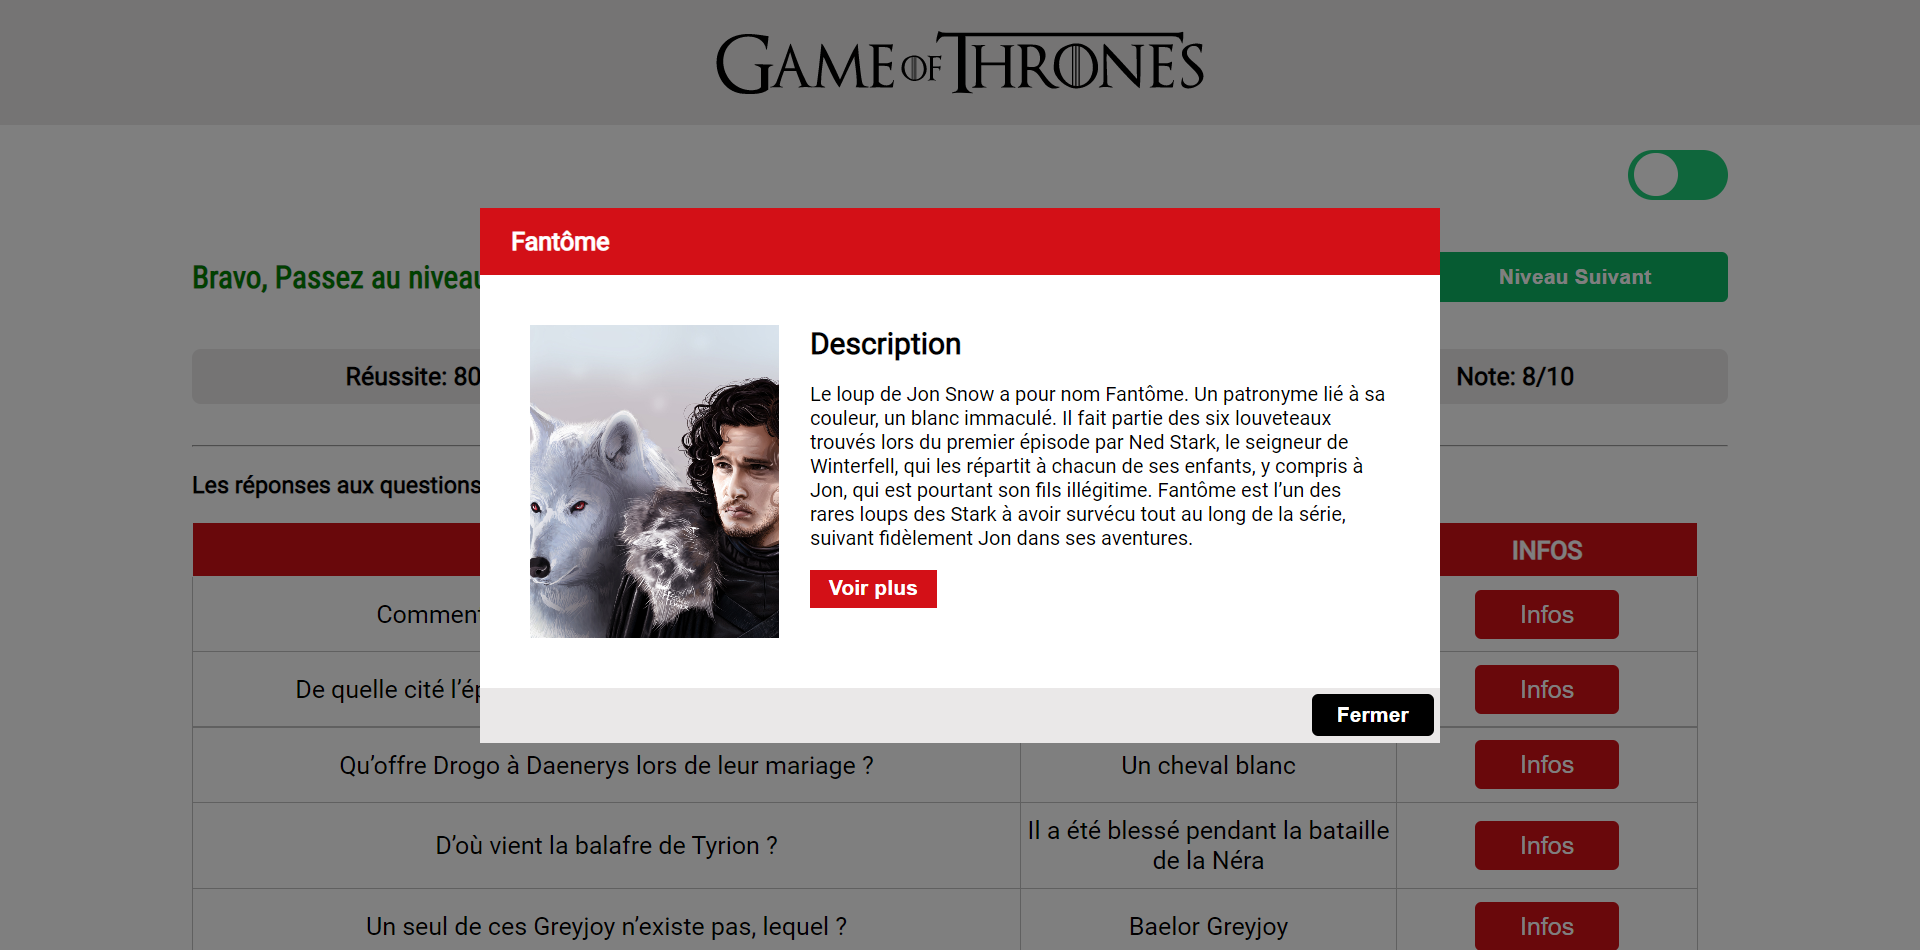 GAME OF THRONES
Fantôme
Bravo, Passez au niveau
Niveau Suivant
Description
Réussite: 80
Note: 8/10
Le loup de Jon Snow a pour nom Fantôme. Un patronyme lié à sa
couleur, un blanc immaculé. Il fait partie des six louveteaux
trouvés lors du premier épisode par Ned Stark, le seigneur de
Winterfell, qui les répartit à chacun de ses enfants, y compris à
Jon, qui est pourtant son fils illégitime. Fantôme est l’un des
rares loups des Stark à avoir survécu tout au long de la série,
suivant fidèlement Jon dans ses aventures.
Voir plus
Fermer
Les réponses aux questions
INFOS
Comment
Infos
De quelle cité l’ép
Infos
Qu’offre Drogo à Daenerys lors de leur mariage ?
Un cheval blanc
Infos
D’où vient la balafre de Tyrion ?
Il a été blessé pendant la bataille
de la Néra
Infos
Un seul de ces Greyjoy n’existe pas, lequel ?
Baelor Greyjoy
Infos